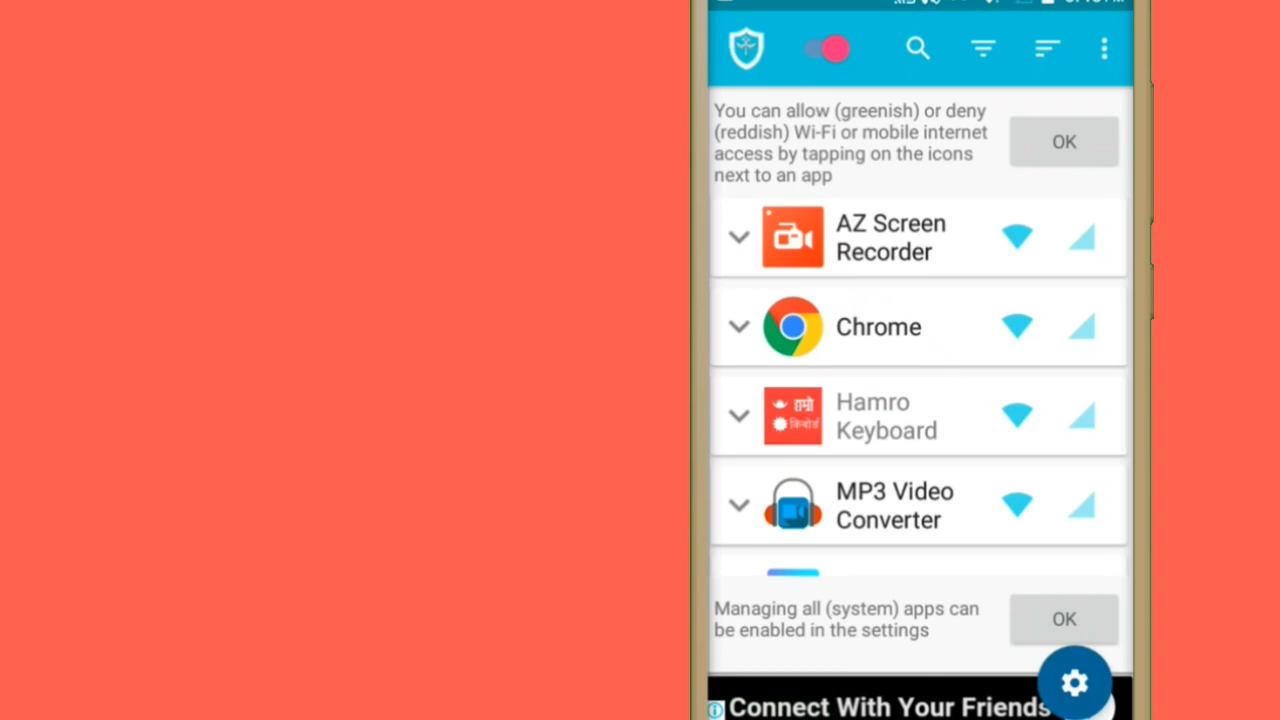 You can allow (greenish) or deny
(reddish) Wi-Fi or mobile internet
access by tapping on the icons
next to an app
OK
AZ Screen
Recorder
Chrome
हाम्रो
किबोर्ड
Hamro
Keyboard
MP3 Video
Converter
Managing all (system) apps can
be enabled in the settings
OK
Connect With Your Friends